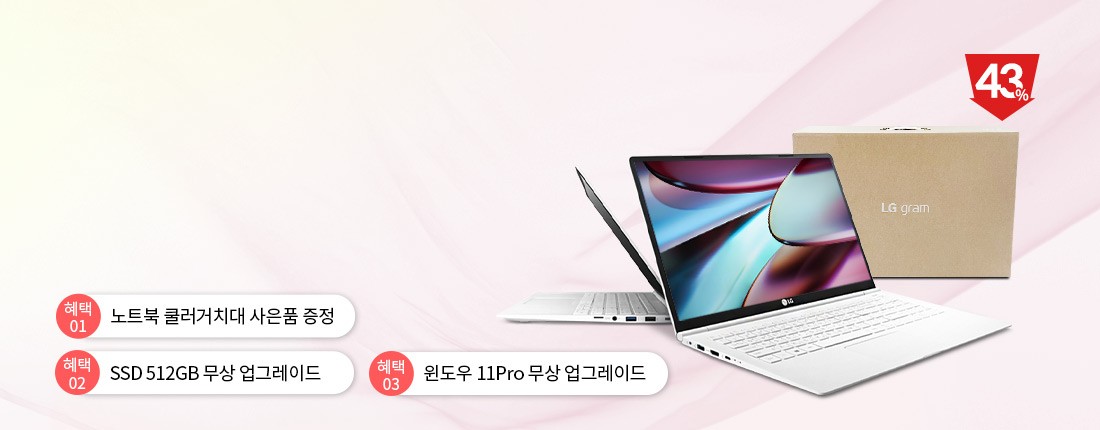 43%
LG gram
LG
혜택
01
노트북 쿨러거치대 사은품 증정
혜택
02
SSD 512GB 무상 업그레이드
혜택
03
윈도우 11Pro 무상 업그레이드